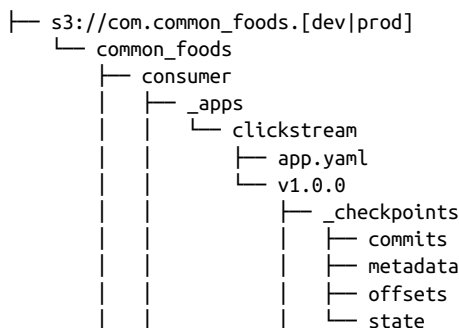 ├── s3://com.common_foods.[dev|prod]
    └── common_foods
        ├── consumer
        │   ├── _apps
        │   │   └── clickstream
        │   │       ├── app.yaml
        │   │       └── v1.0.0
        │   │           ├── _checkpoints
        │   │           │   ├── commits
        │   │           │   ├── metadata
        │   │           │   ├── offsets
        │   │           │   └── state